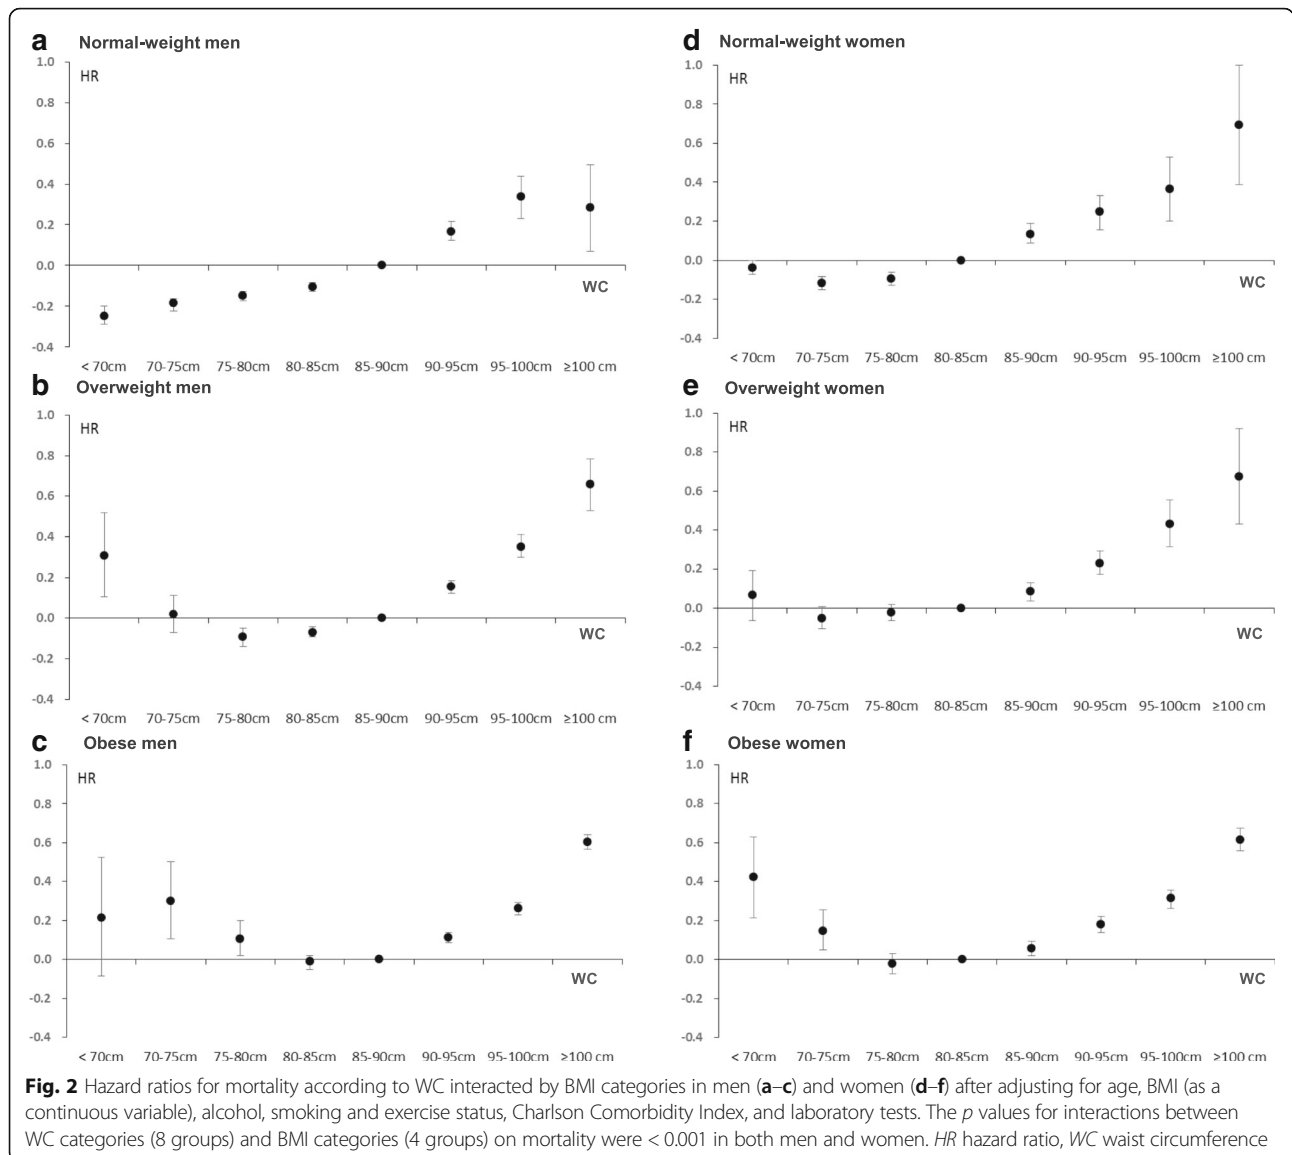 a Normal-weight men
HR
1.0
0.8
0.6
0.4
0.2
0.0
-0.2
-0.4
WC
< 70cm 70-75cm 75-80cm 80-85cm 85-90cm 90-95cm 95-100cm ≥100 cm
b Overweight men
HR
1.0
0.8
0.6
0.4
0.2
0.0
-0.2
-0.4
WC
< 70cm 70-75cm 75-80cm 80-85cm 85-90cm 90-95cm 95-100cm ≥100 cm
c Obese men
HR
1.0
0.8
0.6
0.4
0.2
0.0
-0.2
-0.4
WC
< 70cm 70-75cm 75-80cm 80-85cm 85-90cm 90-95cm 95-100cm ≥100 cm
d Normal-weight women
HR
1.0
0.8
0.6
0.4
0.2
0.0
-0.2
-0.4
WC
< 70cm 70-75cm 75-80cm 80-85cm 85-90cm 90-95cm 95-100cm ≥100 cm
e Overweight women
HR
1.0
0.8
0.6
0.4
0.2
0.0
-0.2
-0.4
WC
< 70cm 70-75cm 75-80cm 80-85cm 85-90cm 90-95cm 95-100cm ≥100 cm
f Obese women
HR
1.0
0.8
0.6
0.4
0.2
0.0
-0.2
-0.4
WC
< 70cm 70-75cm 75-80cm 80-85cm 85-90cm 90-95cm 95-100cm ≥100 cm
Fig. 2 Hazard ratios for mortality according to WC interacted by BMI categories in men (a–c) and women (d–f) after adjusting for age, BMI (as a
continuous variable), alcohol, smoking and exercise status, Charlson Comorbidity Index, and laboratory tests. The p values for interactions between
WC categories (8 groups) and BMI categories (4 groups) on mortality were < 0.001 in both men and women. HR hazard ratio, WC waist circumference